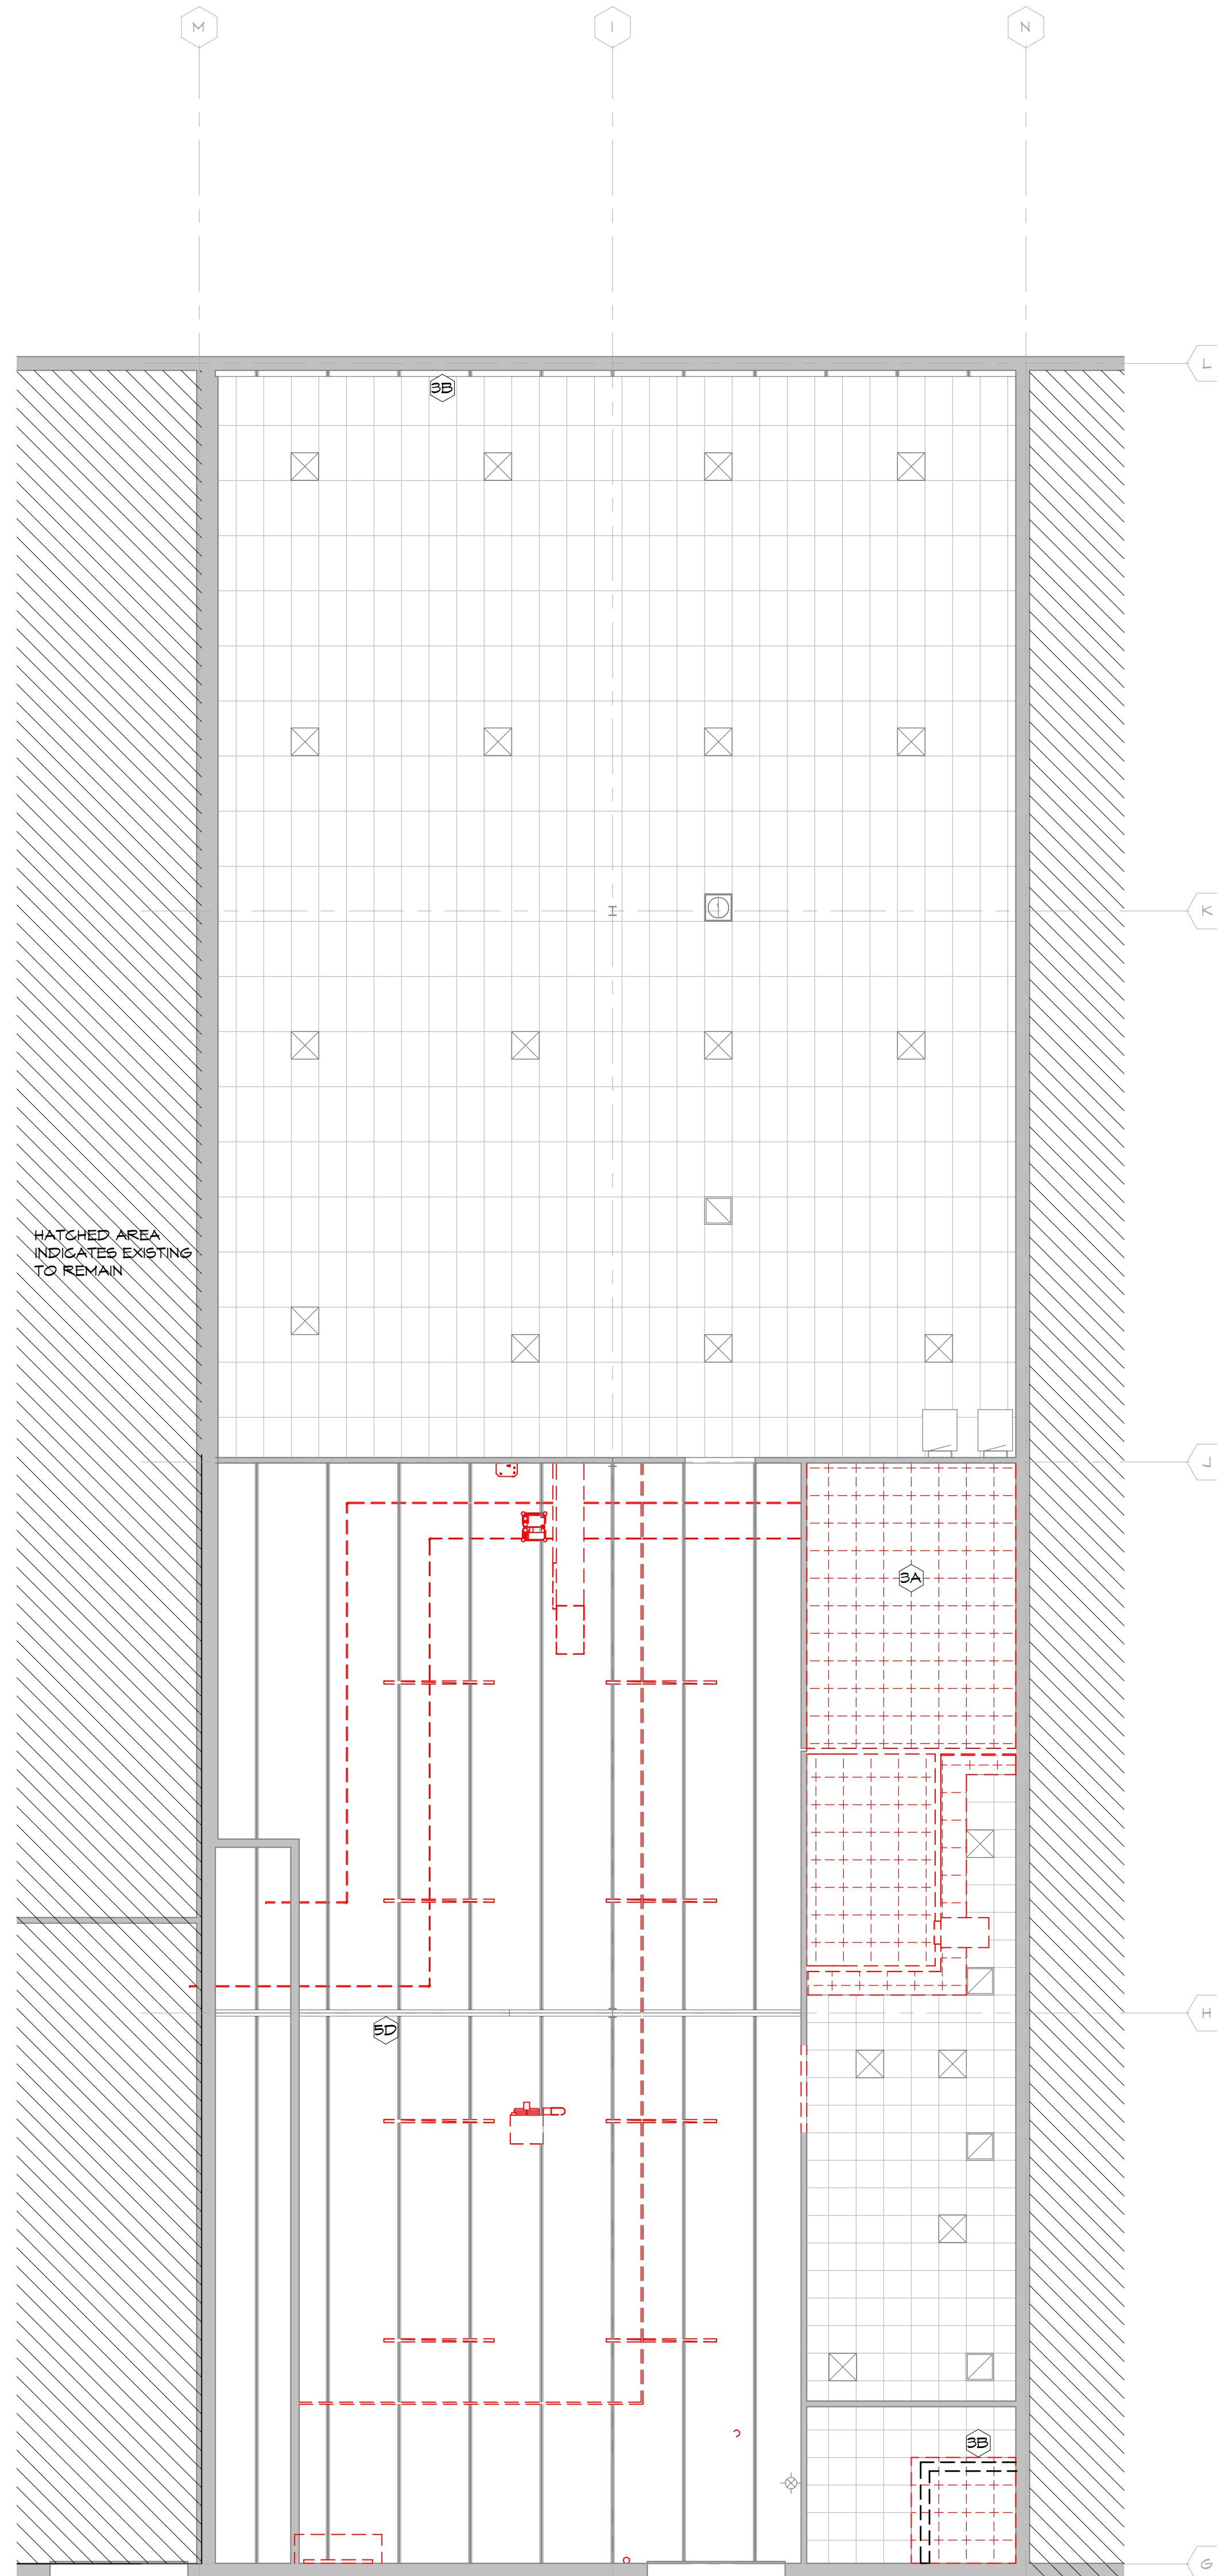 M
I
N
L
3B
K
HATCHED AREA
INDICATES EXISTING
TO REMAIN
J
3A
H
5D
3B
G